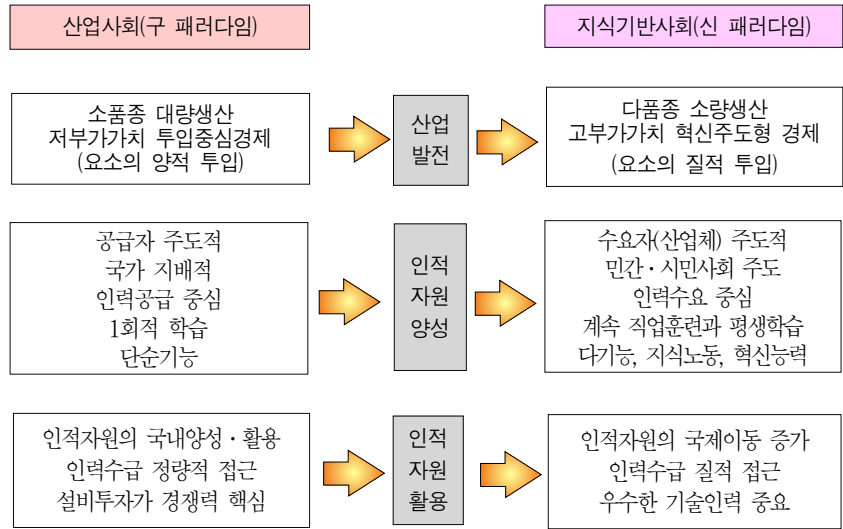 산업사회(구 패러다임)
지식기반사회(신 패러다임)
소품종 대량생산
저부가가치 투입중심경제
(요소의 양적 투입)
산업
발전
다품종 소량생산
고부가가치 혁신주도형 경제
(요소의 질적 투입)
공급자 주도적
국가 지배적
인력공급 중심
1회적 학습
단순기능
인적
자원
양성
수요자(산업체) 주도적
민간·시민사회 주도
인력수요 중심
계속 직업훈련과 평생학습
다기능, 지식노동, 혁신능력
인적자원의 국내양성·활용
인력수급 정량적 접근
설비투자가 경쟁력 핵심
인적
자원
활용
인적자원의 국제이동 증가
인력수급 질적 접근
우수한 기술인력 중요